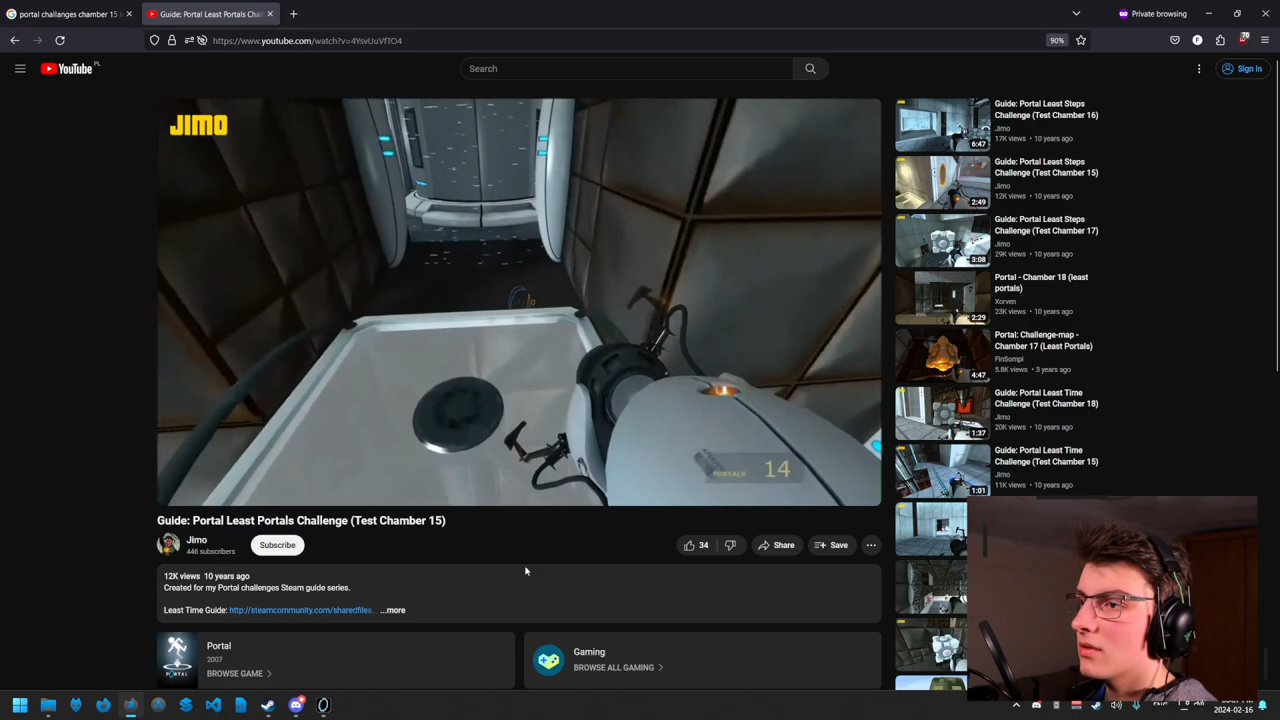 portal challanges chamber 15 l
Guide: Portal Least Portals Chal
Private browsing
https://www.youtube.com/watch?v=4YsvUuVfTO4
90%
YouTube PL
Search
Sign in
JIMO
PORTALS 14
Guide: Portal Least Portals Challenge (Test Chamber 15)
Jimo
446 subscribers
Subscribe
34
Share
Save
12K views 10 years ago
Created for my Portal challenges Steam guide series.
Least Time Guide: http://steamcommunity.com/sharedfiles. ...more
Portal
2007
BROWSE GAME
PORTAL
Gaming
BROWSE ALL GAMING
Guide: Portal Least Steps
Challenge (Test Chamber 16)
Jimo
17K views • 10 years ago
6:47
Guide: Portal Least Steps
Challenge (Test Chamber 15)
Jimo
12K views • 10 years ago
2:49
Guide: Portal Least Steps
Challenge (Test Chamber 17)
Jimo
29K views • 10 years ago
3:08
Portal - Chamber 18 (least
portals)
Xorven
23K views • 10 years ago
2:29
Portal: Challenge-map -
Chamber 17 (Least Portals)
FinSompi
5.8K views • 3 years ago
4:47
Guide: Portal Least Time
Challenge (Test Chamber 18)
Jimo
20K views • 10 years ago
1:37
Guide: Portal Least Time
Challenge (Test Chamber 15)
Jimo
11K views • 10 years ago
1:01
2024-02-16